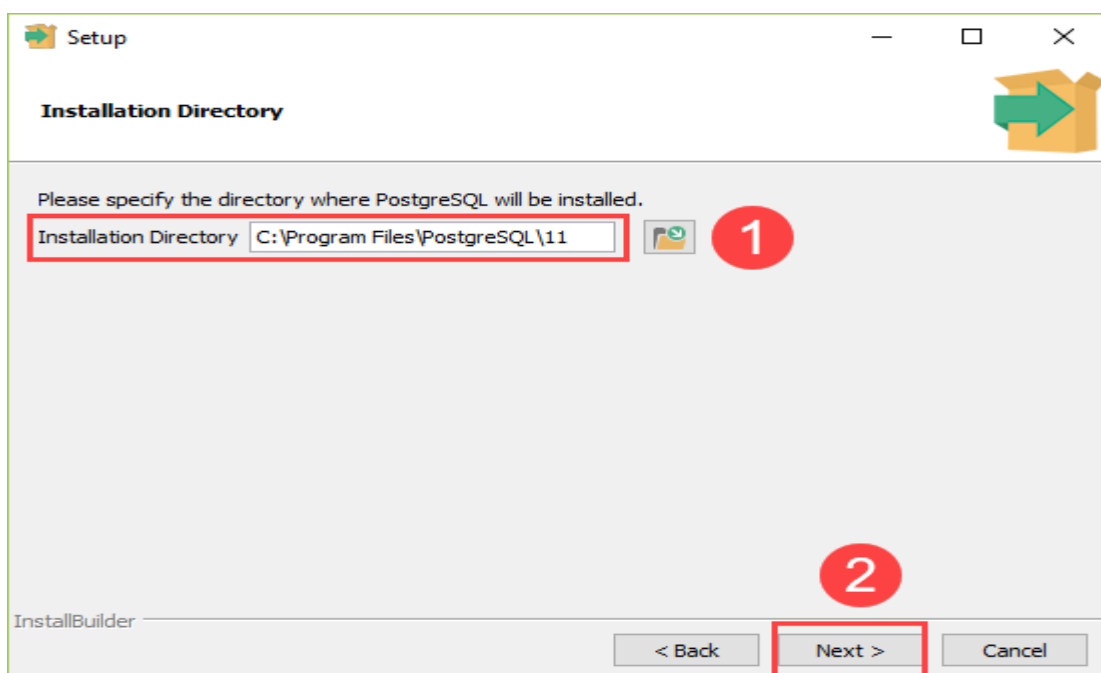 Setup
Installation Directory
Please specify the directory where PostgreSQL will be installed.
Installation Directory C:\Program Files\PostgreSQL\11 1
2
InstallBuilder
< Back Next > Cancel